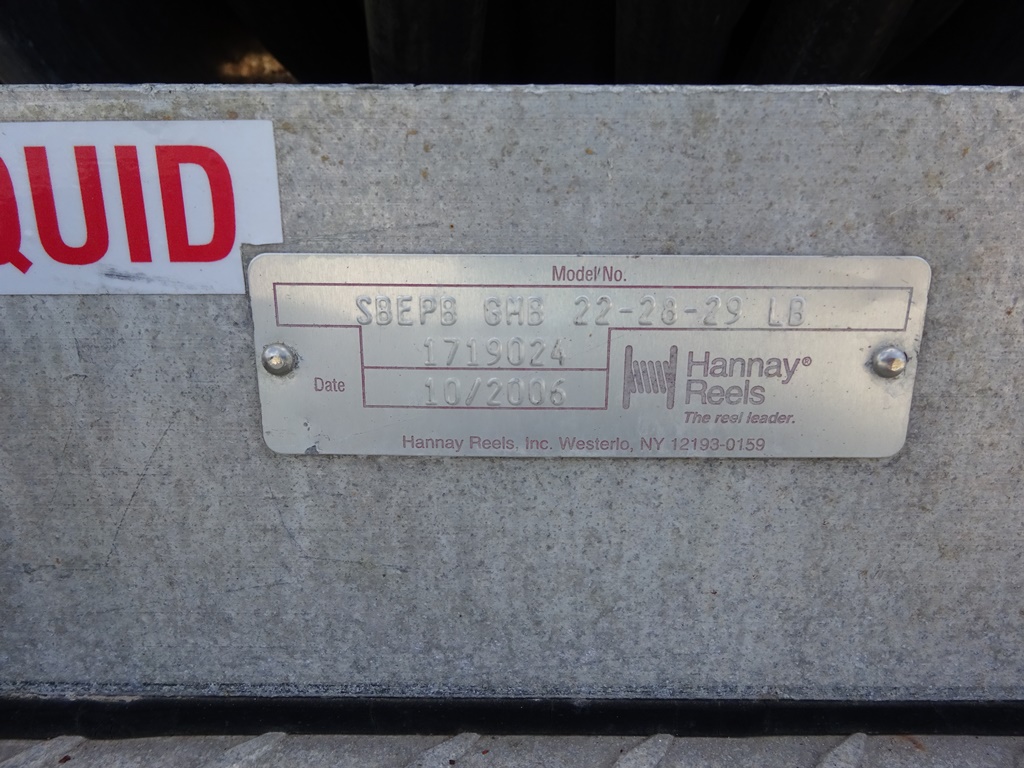 QUID
Model No.
SBEPB GHB 22-28-29 LB
1719024
Date 10/2006
Hannay®
Reels
The reel leader.
Hannay Reels. Inc. Westerlo, NY 12193-0159